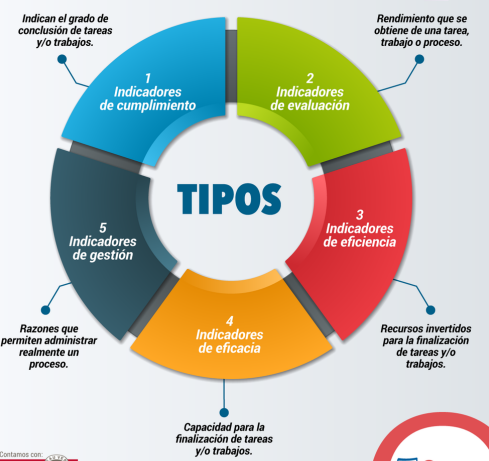 Indican el grado de
conclusión de tareas
y/o trabajos.
Rendimiento que se
obtiene de una tarea,
trabajo o proceso.
1
Indicadores
de cumplimiento
2
Indicadores
de evaluación
TIPOS
3
Indicadores
de eficiencia
5
Indicadores
de gestión
4
Indicadores
de eficacia
Razones que
permiten administrar
realmente un
proceso.
Recursos invertidos
para la finalización
de tareas y/o
trabajos.
Capacidad para la
finalización de tareas
y/o trabajos.
Contamos con: